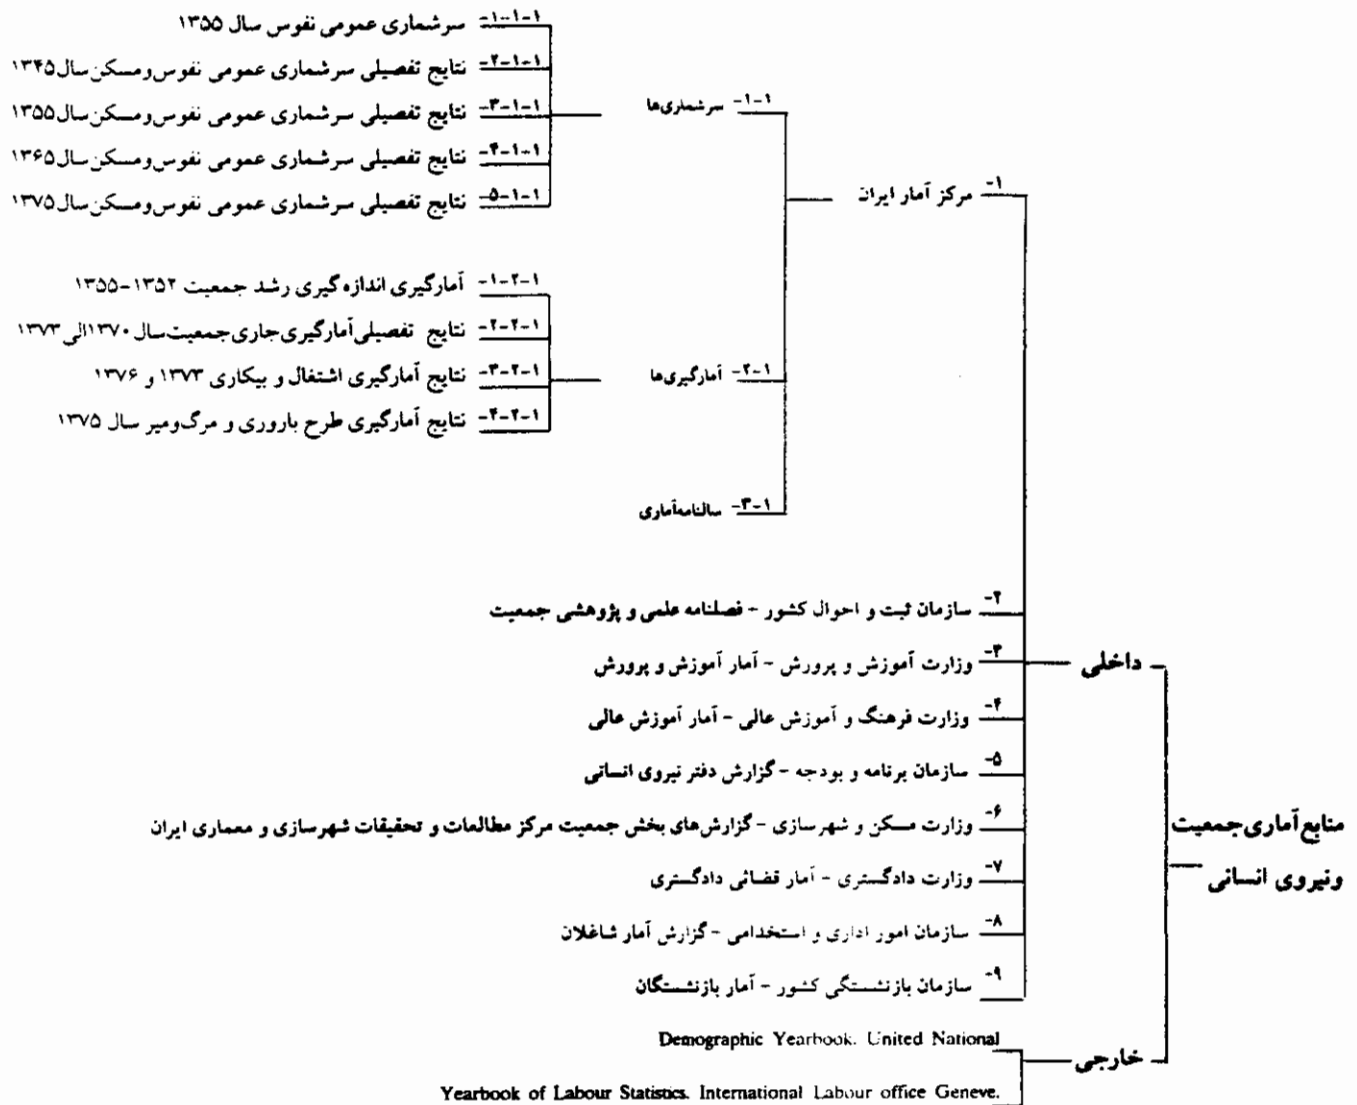 منابع آماری جمعیت
ونیروی انسانی
داخلی
۱- مرکز آمار ایران
۱-۱- سرشماری‌ها
۱-۱-۱- سرشماری عمومی نفوس سال ۱۳۵۵
۱-۱-۲- نتایج تفصیلی سرشماری عمومی نفوس ومسکن سال ۱۳۴۵
۱-۱-۳- نتایج تفصیلی سرشماری عمومی نفوس ومسکن سال ۱۳۵۵
۱-۱-۴- نتایج تفصیلی سرشماری عمومی نفوس ومسکن سال ۱۳۶۵
۱-۱-۵- نتایج تفصیلی سرشماری عمومی نفوس ومسکن سال ۱۳۷۵
۱-۲- آمارگیری‌ها
۱-۲-۱- آمارگیری اندازه گیری رشد جمعیت ۱۳۵۲-۱۳۵۵
۱-۲-۲- نتایج تفصیلی آمارگیری جاری جمعیت سال ۱۳۷۰ الی ۱۳۷۳
۱-۲-۳- نتایج آمارگیری اشتغال و بیکاری ۱۳۷۳ و ۱۳۷۶
۱-۲-۴- نتایج آمارگیری طرح باروری و مرگ‌ومیر سال ۱۳۷۵
۱-۳- سالنامه آماری
۲- سازمان ثبت و احوال کشور - فصلنامه علمی و پژوهشی جمعیت
۳- وزارت آموزش و پرورش - آمار آموزش و پرورش
۴- وزارت فرهنگ و آموزش عالی - آمار آموزش عالی
۵- سازمان برنامه و بودجه - گزارش دفتر نیروی انسانی
۶- وزارت مسکن و شهرسازی - گزارش‌های بخش جمعیت مرکز مطالعات و تحقیقات شهرسازی و معماری ایران
۷- وزارت دادگستری - آمار قضائی دادگستری
۸- سازمان امور اداری و استخدامی - گزارش آمار شاغلان
۹- سازمان بازنشستگی کشور - آمار بازنشستگان
خارجی
Demographic Yearbook. United National
Yearbook of Labour Statistics. International Labour office Geneve.